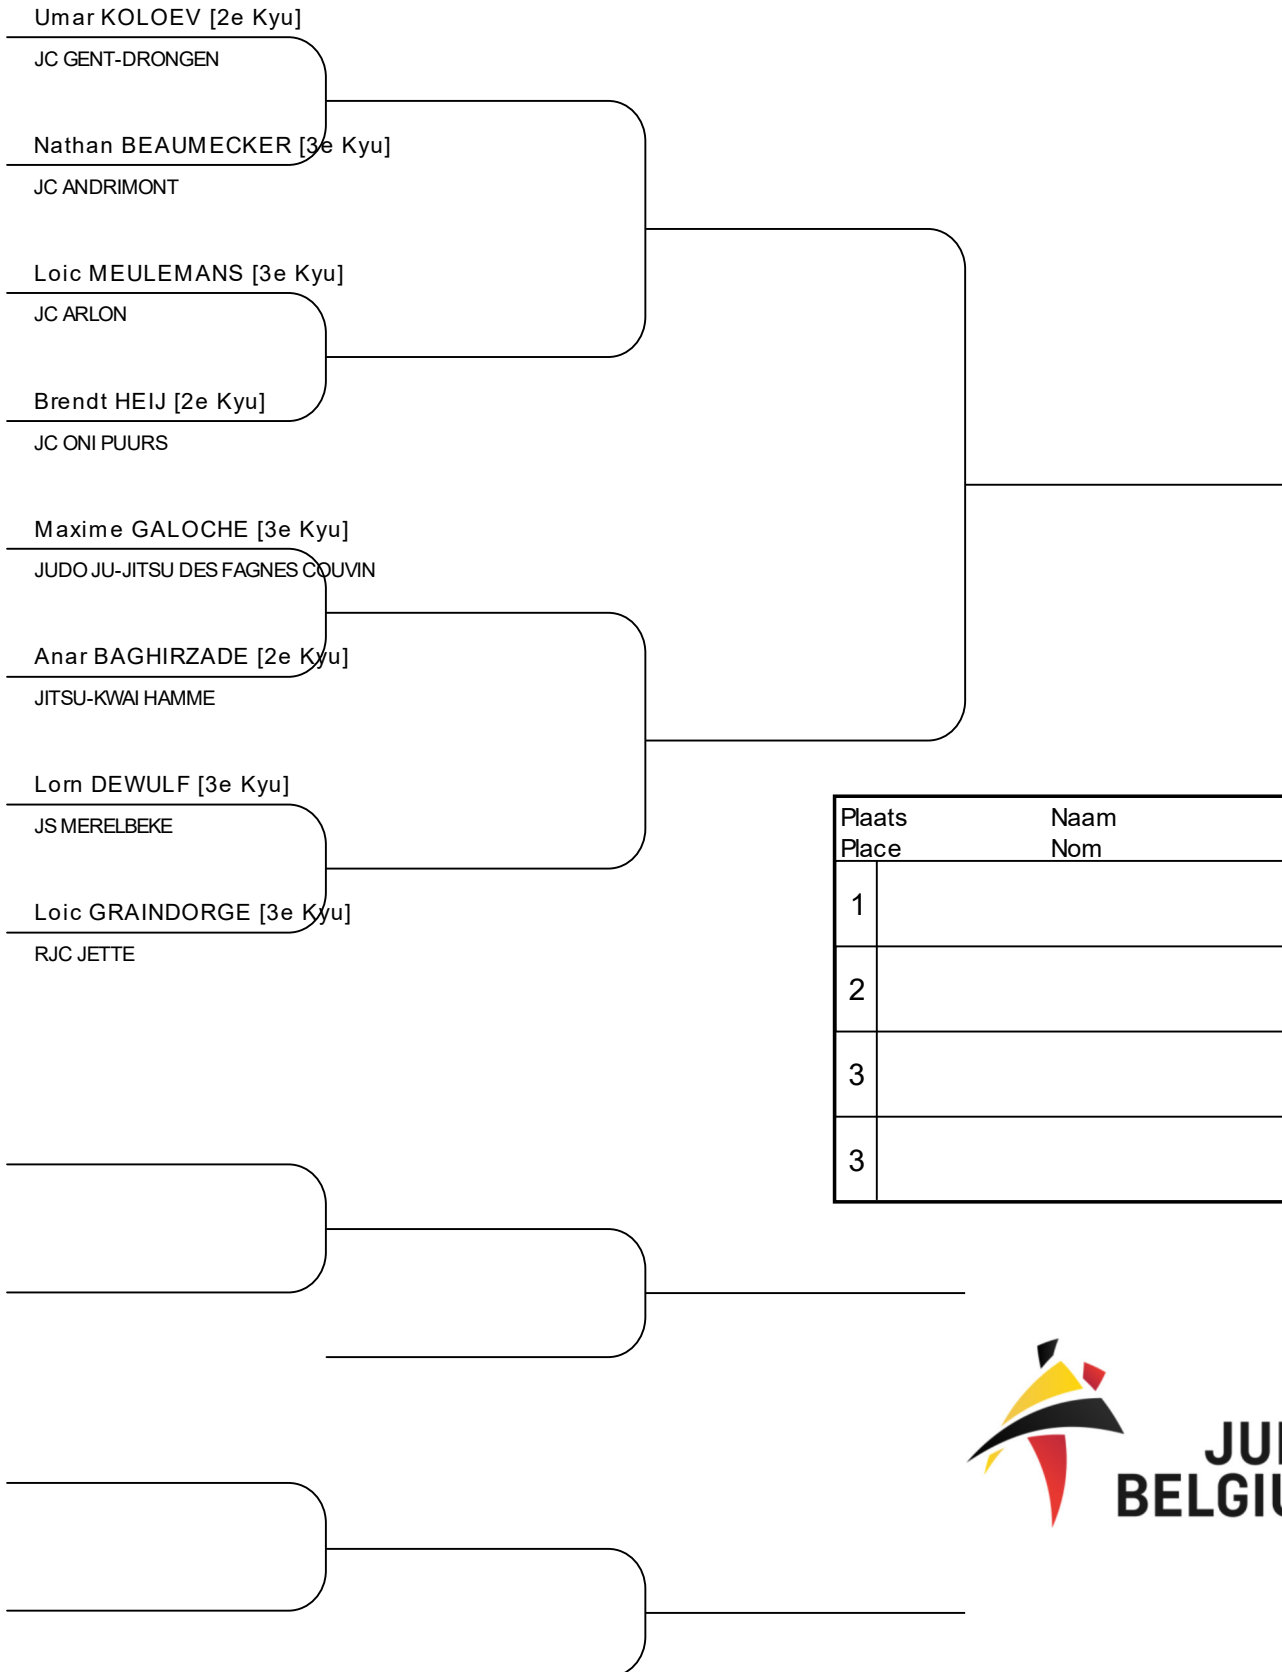 Umar KOLOEV [2e Kyu]
JC GENT-DRONGEN
Nathan BEAUMECKER [3e Kyu]
JC ANDRIMONT
Loic MEULEMANS [3e Kyu]
JC ARLON
Brendt HEIJ [2e Kyu]
JC ONI PUURS
Maxime GALOCHE [3e Kyu]
JUDO JU-JITSU DES FAGNES COUVIN
Anar BAGHIRZADE [2e Kyu]
JITSU-KWAI HAMME
Lorn DEWULF [3e Kyu]
JS MERELBEKE
Loic GRAINDORGE [3e Kyu]
RJC JETTE
Plaats Naam
Place Nom
1
2
3
3